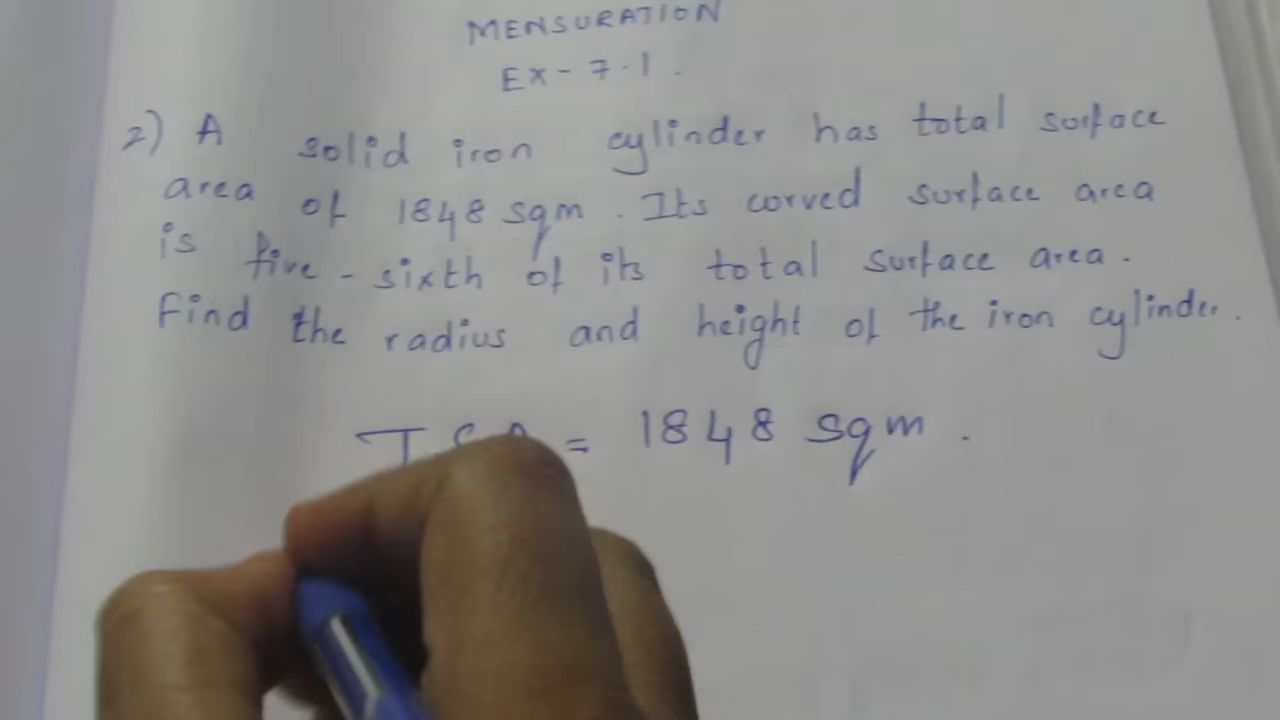 MENSURATION
EX-7.1.
2) A solid iron cylinder has total surface
area of 1848 sqm. Its corved surface area
is five-sixth of its total surface area.
Find the radius and height of the iron cylinder.
= 1848 sqm.